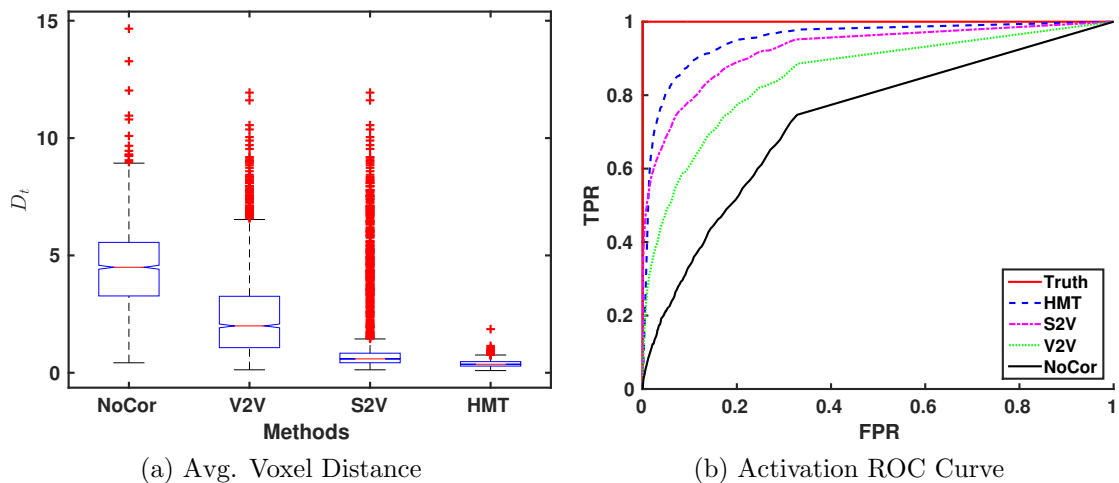 15
10
5
0
D_t
NoCor V2V S2V HMT
Methods
(a) Avg. Voxel Distance
1
0.8
0.6
0.4
0.2
0
TPR
Truth
HMT
S2V
V2V
NoCor
0 0.2 0.4 0.6 0.8 1
FPR
(b) Activation ROC Curve